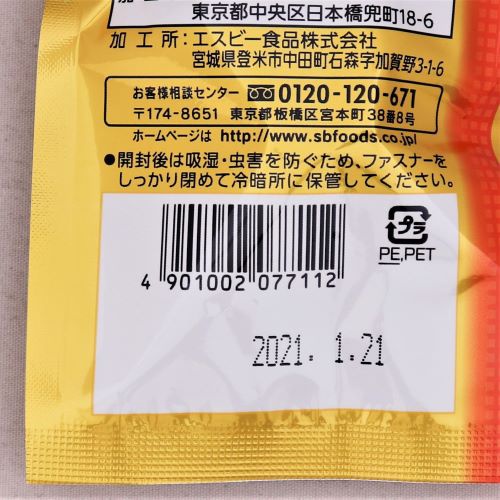 東京都中央区日本橋兜町18-6
加 工 所：エスビー食品株式会社
宮城県登米市中田町石森字加賀野3-1-6
お客様相談センター 0120-120-671
〒174-8651 東京都板橋区宮本町38番8号
ホームページは http://www.sbfoods.co.jp/
●開封後は吸湿・虫害を防ぐため、ファスナーを
しっかり閉めて冷暗所に保管してください。
プラ
PE,PET
4 901002 077112
2021. 1.21